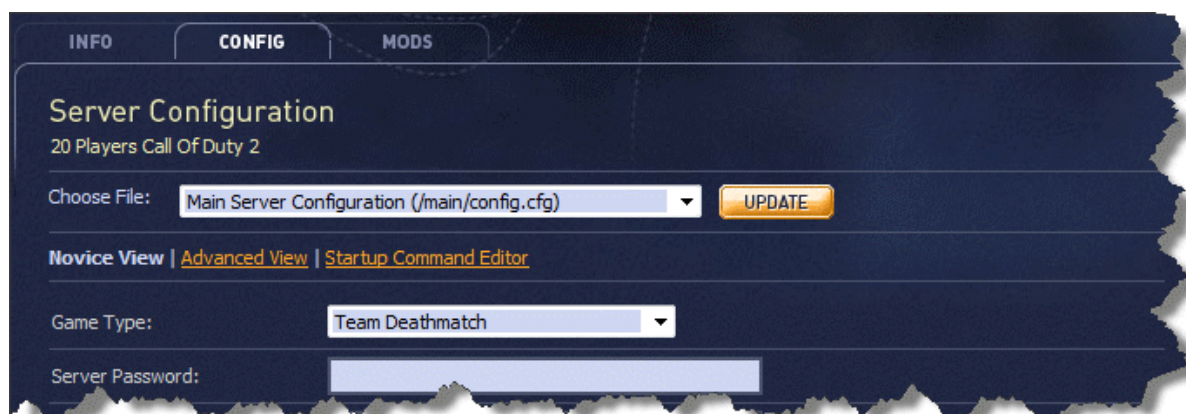 INFO CONFIG MODS
Server Configuration
20 Players Call Of Duty 2
Choose File: Main Server Configuration (/main/config.cfg) UPDATE
Novice View | Advanced View | Startup Command Editor
Game Type: Team Deathmatch
Server Password: